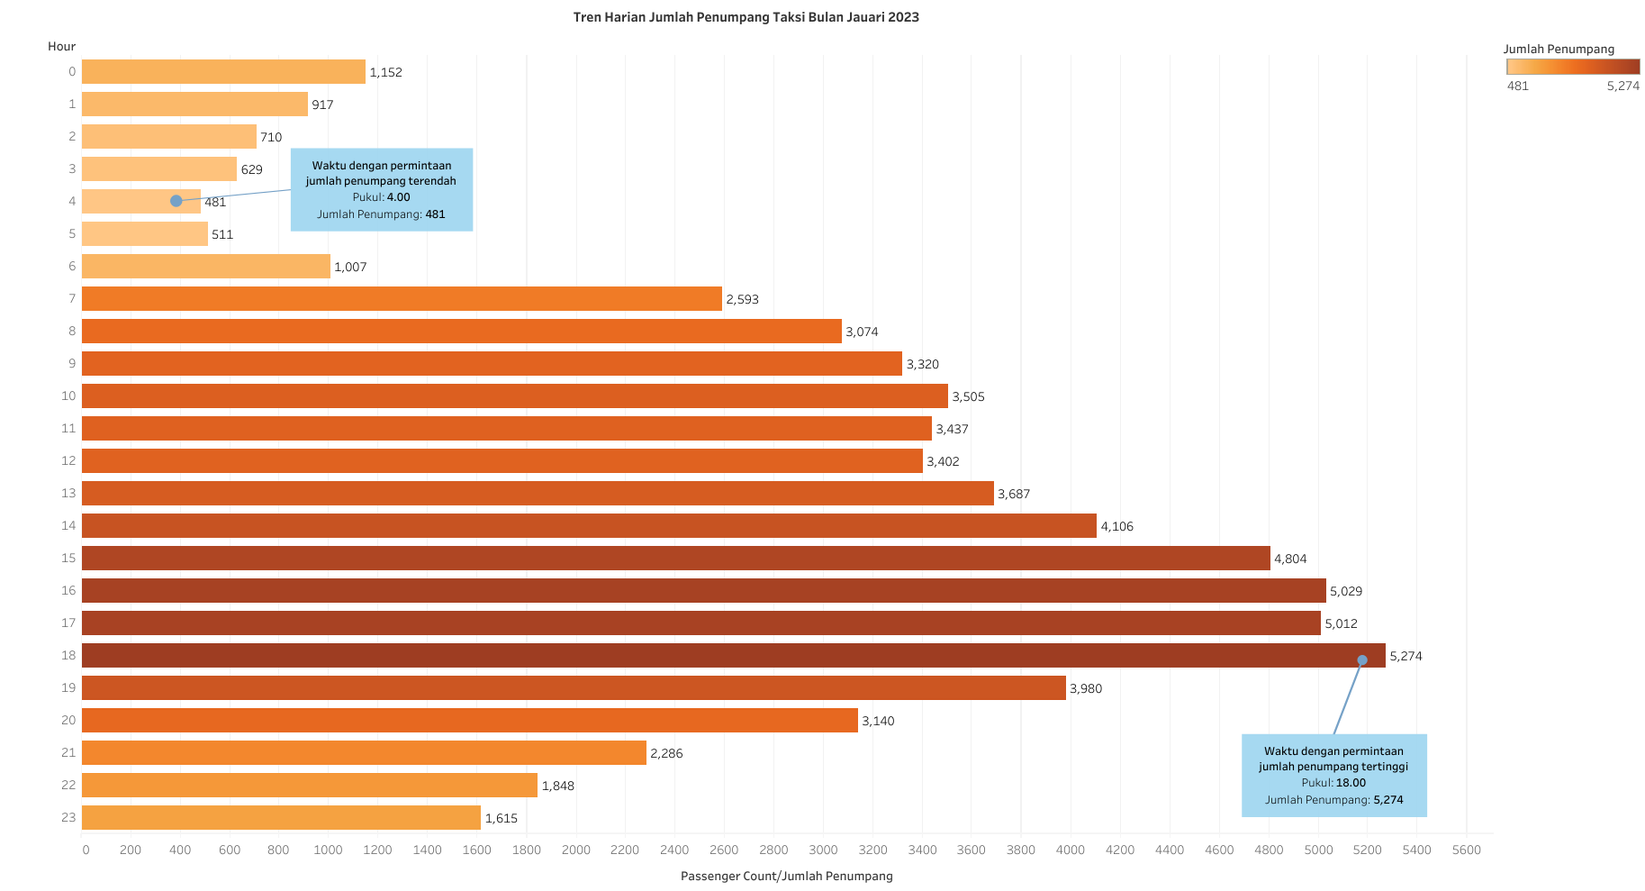 Tren Harian Jumlah Penumpang Taksi Bulan Jauari 2023
Hour
Jumlah Penumpang
481 5,274
0 1,152
1 917
2 710
3 629
4 481
5 511
6 1,007
7 2,593
8 3,074
9 3,320
10 3,505
11 3,437
12 3,402
13 3,687
14 4,106
15 4,804
16 5,029
17 5,012
18 5,274
19 3,980
20 3,140
21 2,286
22 1,848
23 1,615
Waktu dengan permintaan
jumlah penumpang terendah
Pukul: 4.00
Jumlah Penumpang: 481
Waktu dengan permintaan
jumlah penumpang tertinggi
Pukul: 18.00
Jumlah Penumpang: 5,274
0 200 400 600 800 1000 1200 1400 1600 1800 2000 2200 2400 2600 2800 3000 3200 3400 3600 3800 4000 4200 4400 4600 4800 5000 5200 5400 5600
Passenger Count/Jumlah Penumpang